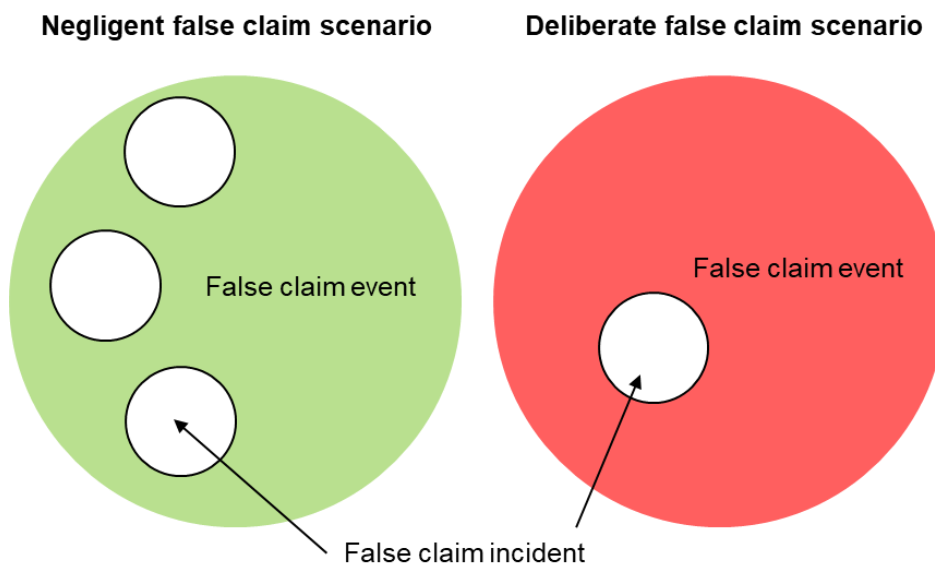 Negligent false claim scenario
Deliberate false claim scenario
False claim event
False claim event
False claim incident